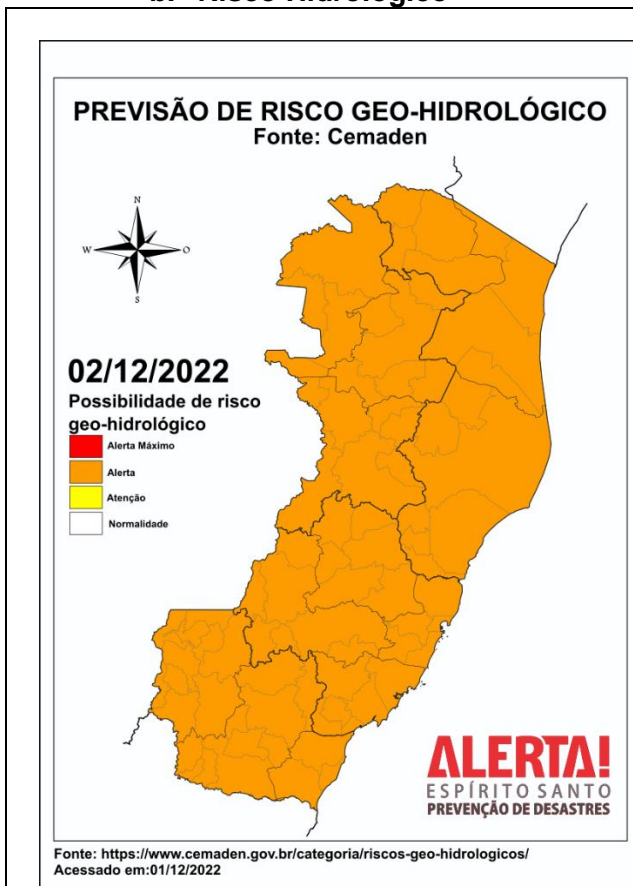 b. Risco Hidrológico
PREVISÃO DE RISCO GEO-HIDROLÓGICO
Fonte: Cemaden
N
W
O
S
02/12/2022
Possibilidade de risco
geo-hidrológico
Alerta Máximo
Alerta
Atenção
Normalidade
ALERTA!
ESPÍRITO SANTO
PREVENÇÃO DE DESASTRES
Fonte: https://www.cemaden.gov.br/categoria/riscos-geo-hidrologicos/
Acessado em:01/12/2022